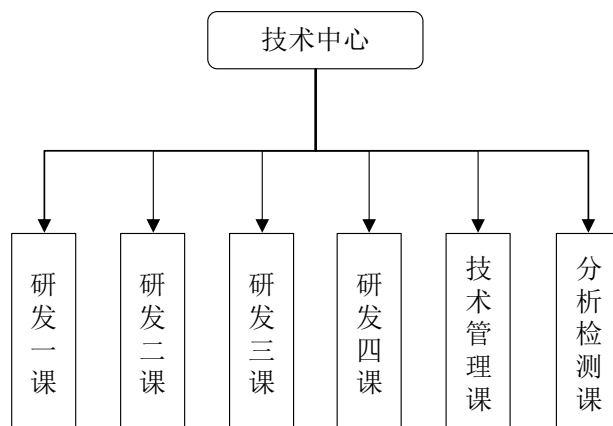 技术中心
研发一课
研发二课
研发三课
研发四课
技术管理课
分析检测课